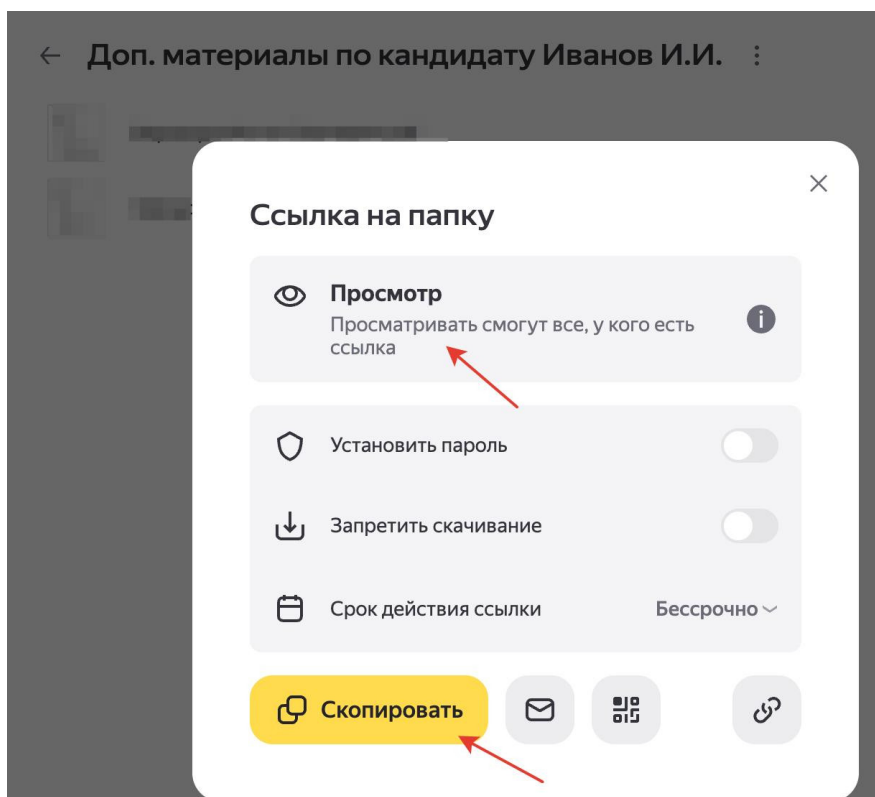 Доп. материалы по кандидату Иванов И.И.
Ссылка на папку
Просмотр
Просматривать смогут все, у кого есть
ссылка
Установить пароль
Запретить скачивание
Срок действия ссылки Бессрочно
Скопировать